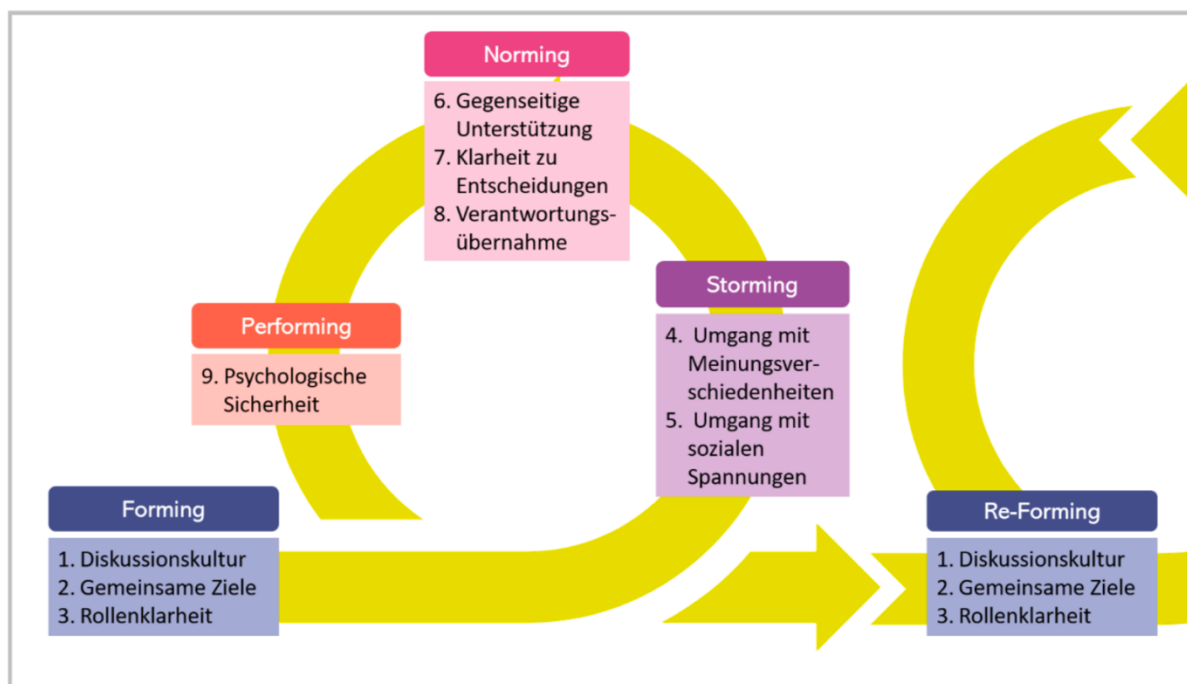 Norming
6. Gegenseitige
Unterstützung
7. Klarheit zu
Entscheidungen
8. Verantwortungs-
übernahme
Storming
4. Umgang mit
Meinungsver-
schiedenheiten
5. Umgang mit
sozialen
Spannungen
Performing
9. Psychologische
Sicherheit
Forming
1. Diskussionskultur
2. Gemeinsame Ziele
3. Rollenklarheit
Re-Forming
1. Diskussionskultur
2. Gemeinsame Ziele
3. Rollenklarheit